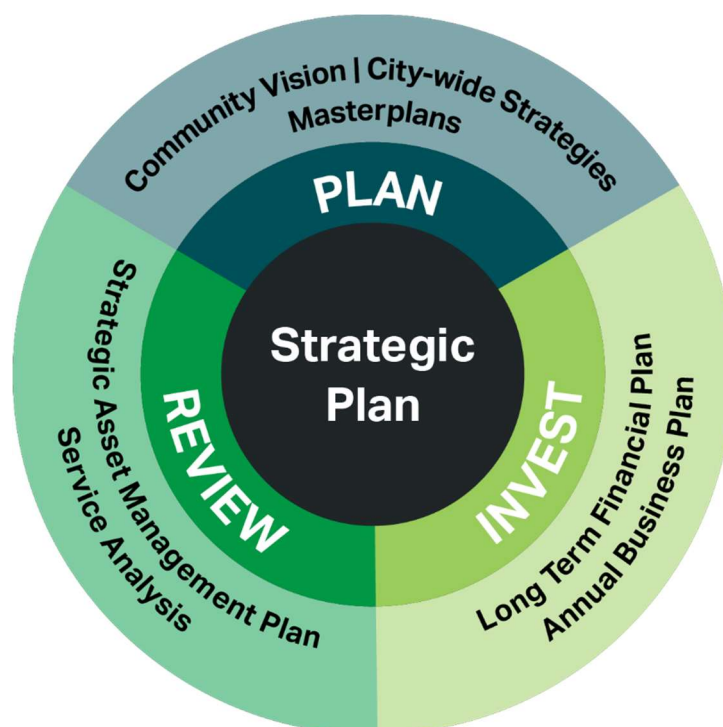 Community Vision | City-wide Strategies
Masterplans
PLAN
Strategic
Plan
INVEST
Long Term Financial Plan
Annual Business Plan
REVIEW
Strategic Asset Management Plan
Service Analysis